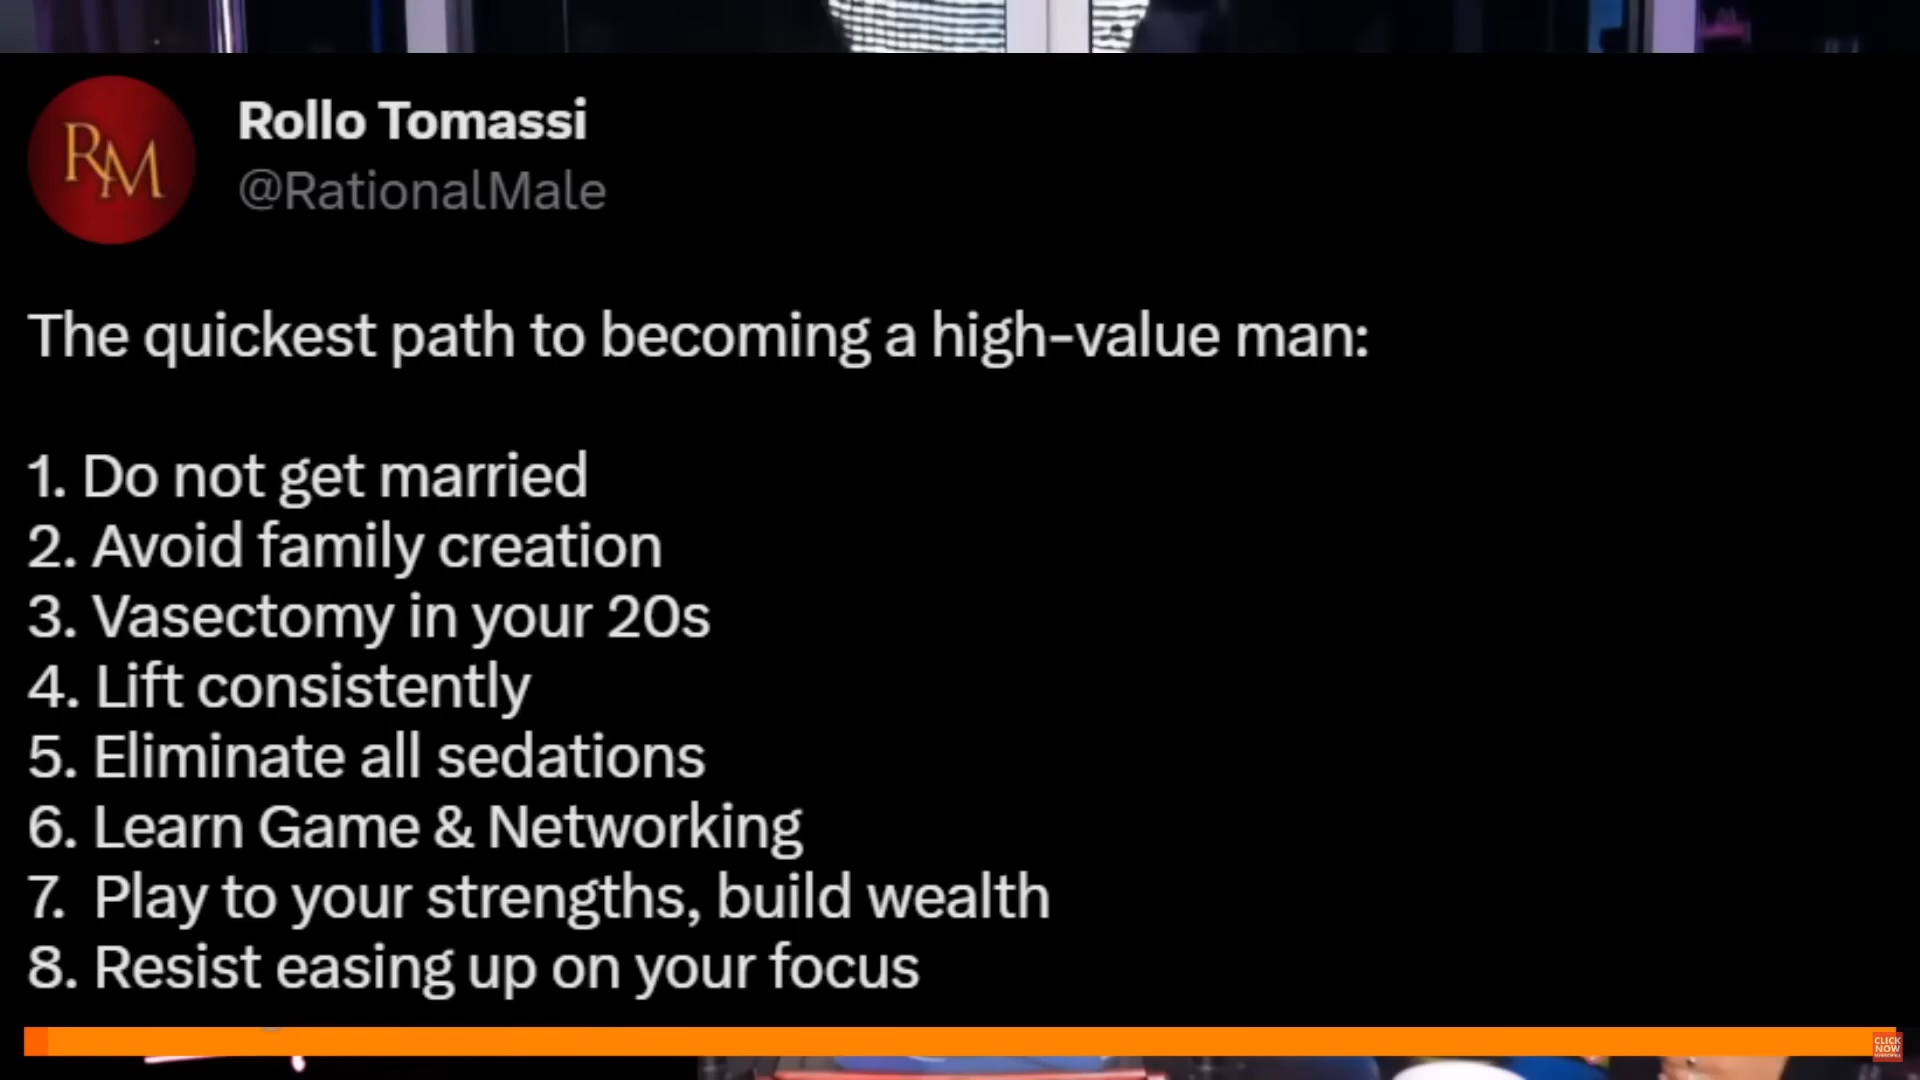 RM
Rollo Tomassi
@RationalMale
The quickest path to becoming a high-value man:
1. Do not get married
2. Avoid family creation
3. Vasectomy in your 20s
4. Lift consistently
5. Eliminate all sedations
6. Learn Game & Networking
7. Play to your strengths, build wealth
8. Resist easing up on your focus
CLICK
NOW